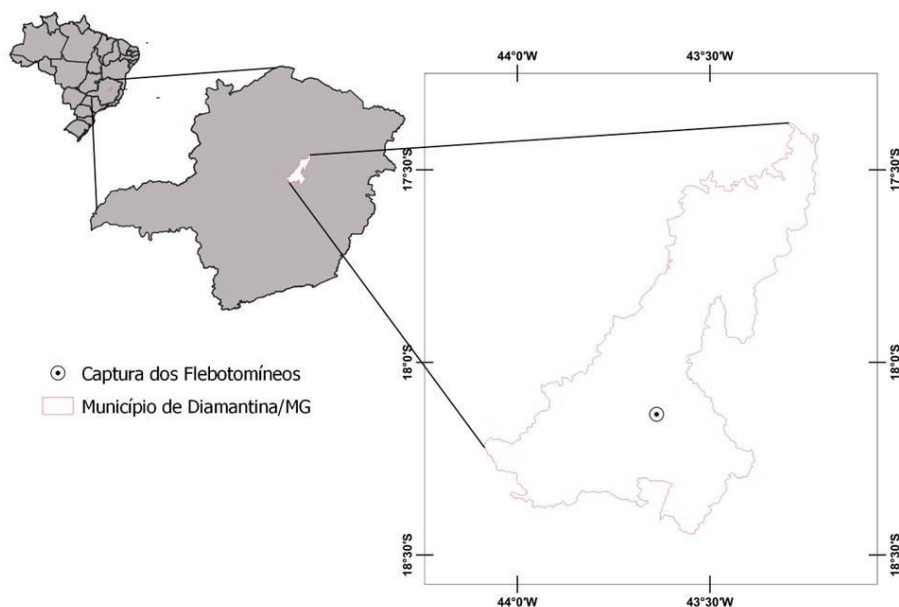 44°0'W
43°30'W
17°30'S
17°30'S
18°0'S
18°0'S
Captura dos Flebotomíneos
Município de Diamantina/MG
18°30'S
18°30'S
44°0'W
43°30'W